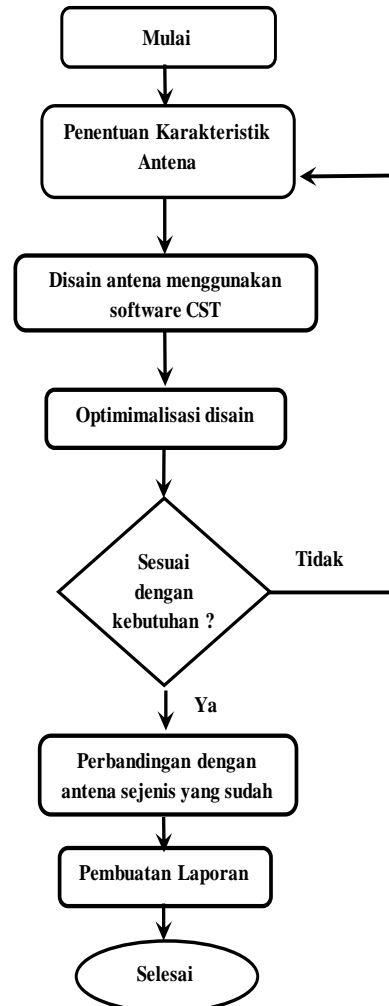 Mulai
Penentuan Karakteristik
Antena
Disain antena menggunakan
software CST
Optimimalisasi disain
Sesuai
dengan
kebutuhan ?
Tidak
Ya
Perbandingan dengan
antena sejenis yang sudah
Pembuatan Laporan
Selesai